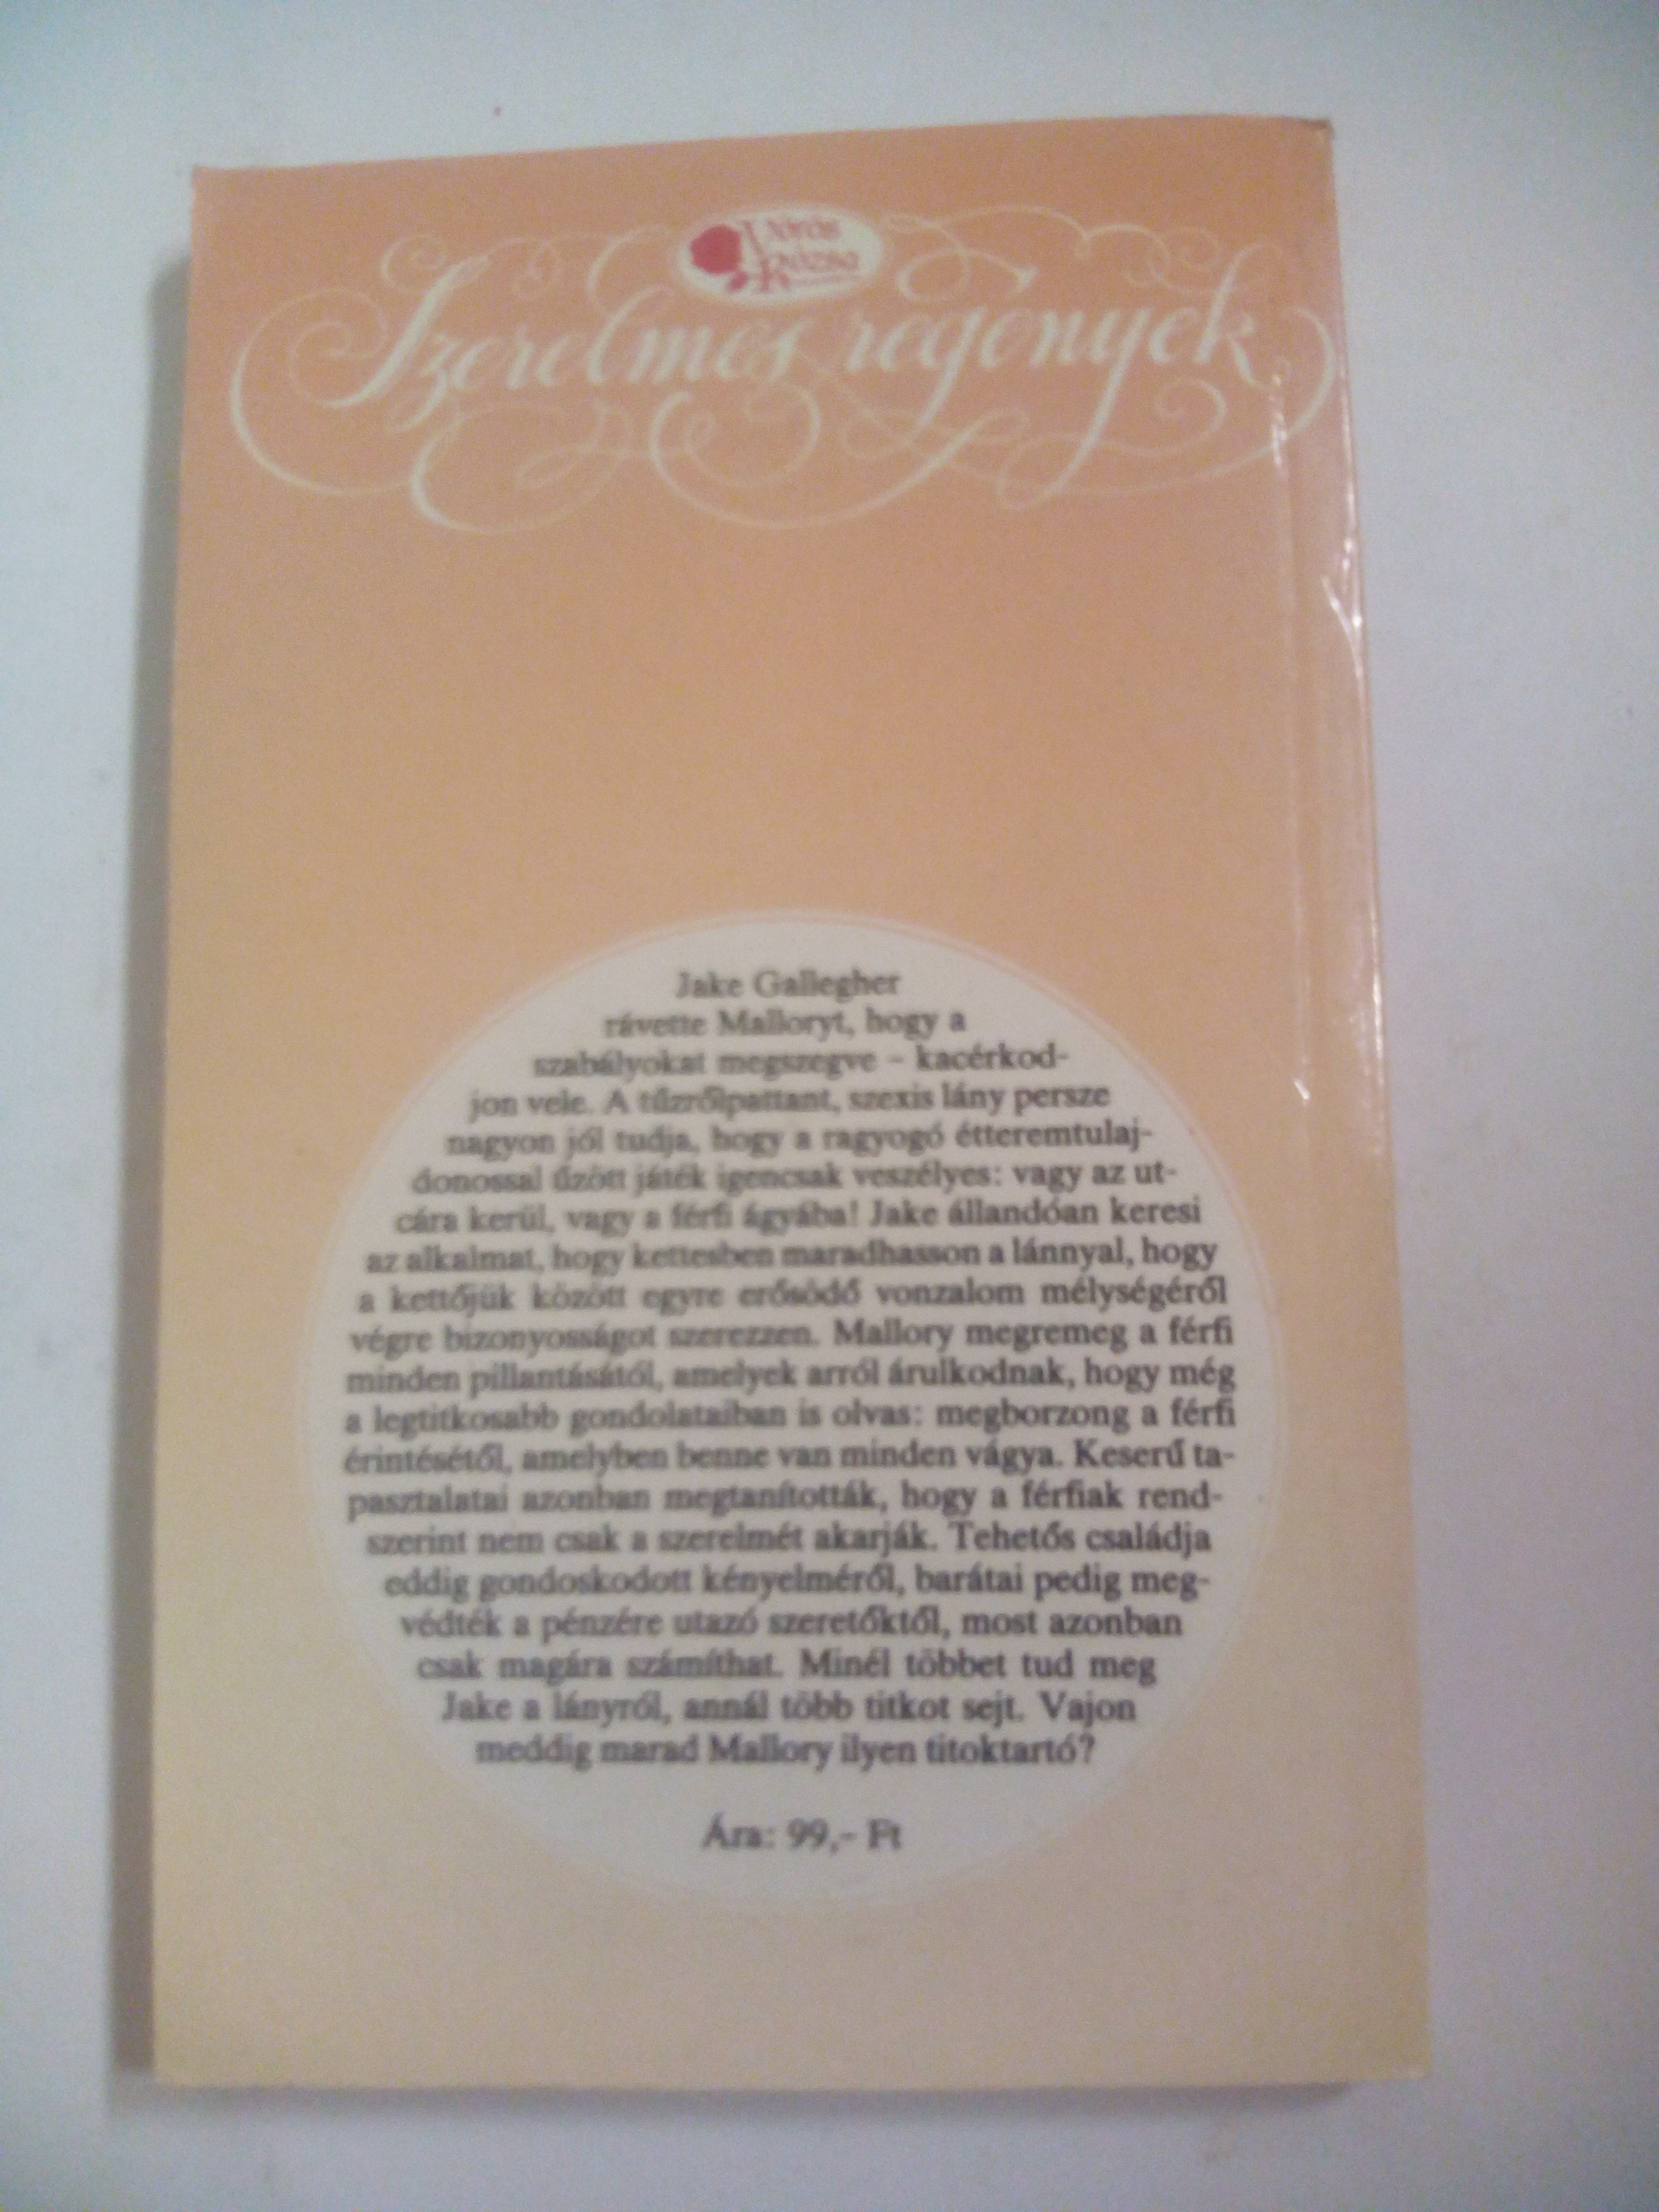 Vörös
Rózsa
Szerelmes regények
Jake Gallegher
rávette Malloryt, hogy a
szabályokat megszegve – kacérkod-
jon vele. A tűzrőlpattant, szexis lány persze
nagyon jól tudja, hogy a ragyogó étteremtulaj-
donossal űzött játék igencsak veszélyes: vagy az ut-
cára kerül, vagy a férfi ágyába! Jake állandóan keresi
az alkalmat, hogy kettesben maradhasson a lánnyal, hogy
a kettőjük között egyre erősödő vonzalom mélységéről
végre bizonyosságot szerezzen. Mallory megremeg a férfi
minden pillantásától, amelyek arról árulkodnak, hogy még
a legtitkosabb gondolataiban is olvas: megborzong a férfi
érintésétől, amelyben benne van minden vágya. Keserű ta-
pasztalatai azonban megtanították, hogy a férfiak rend-
szerint nem csak a szerelmét akarják. Tehetős családja
eddig gondoskodott kényelméről, barátai pedig meg-
védték a pénzére utazó szeretőktől, most azonban
csak magára számíthat. Minél többet tud meg
Jake a lányról, annál több titkot sejt. Vajon
meddig marad Mallory ilyen titoktartó?
Ára: 99,- Ft